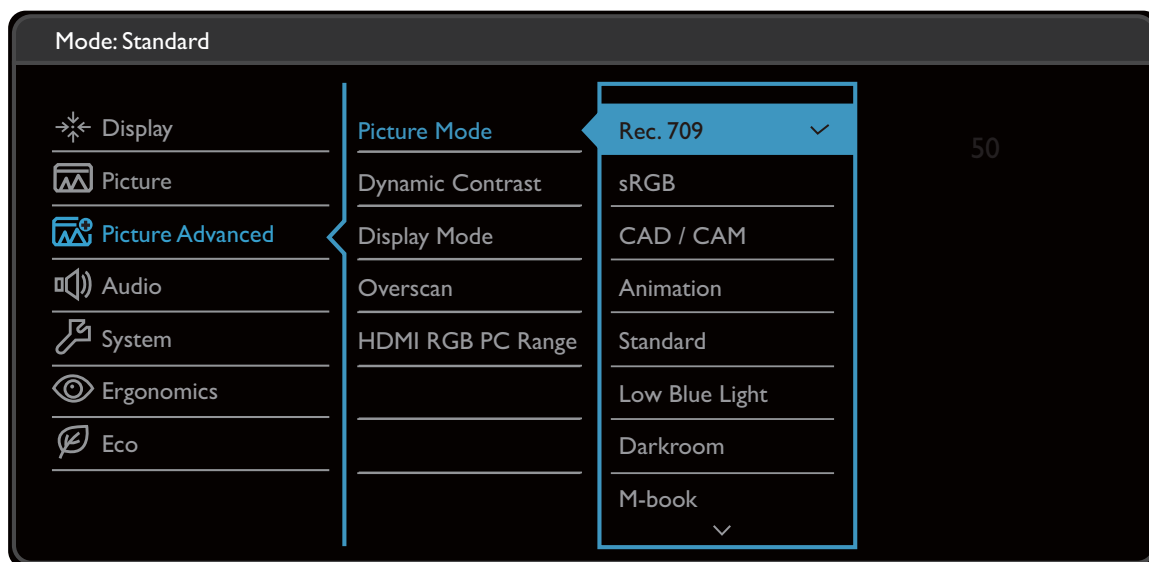 Mode: Standard
Display
Picture
Picture Advanced
Audio
System
Ergonomics
Eco
Picture Mode
Dynamic Contrast
Display Mode
Overscan
HDMI RGB PC Range
Rec. 709
sRGB
CAD / CAM
Animation
Standard
Low Blue Light
Darkroom
M-book
50